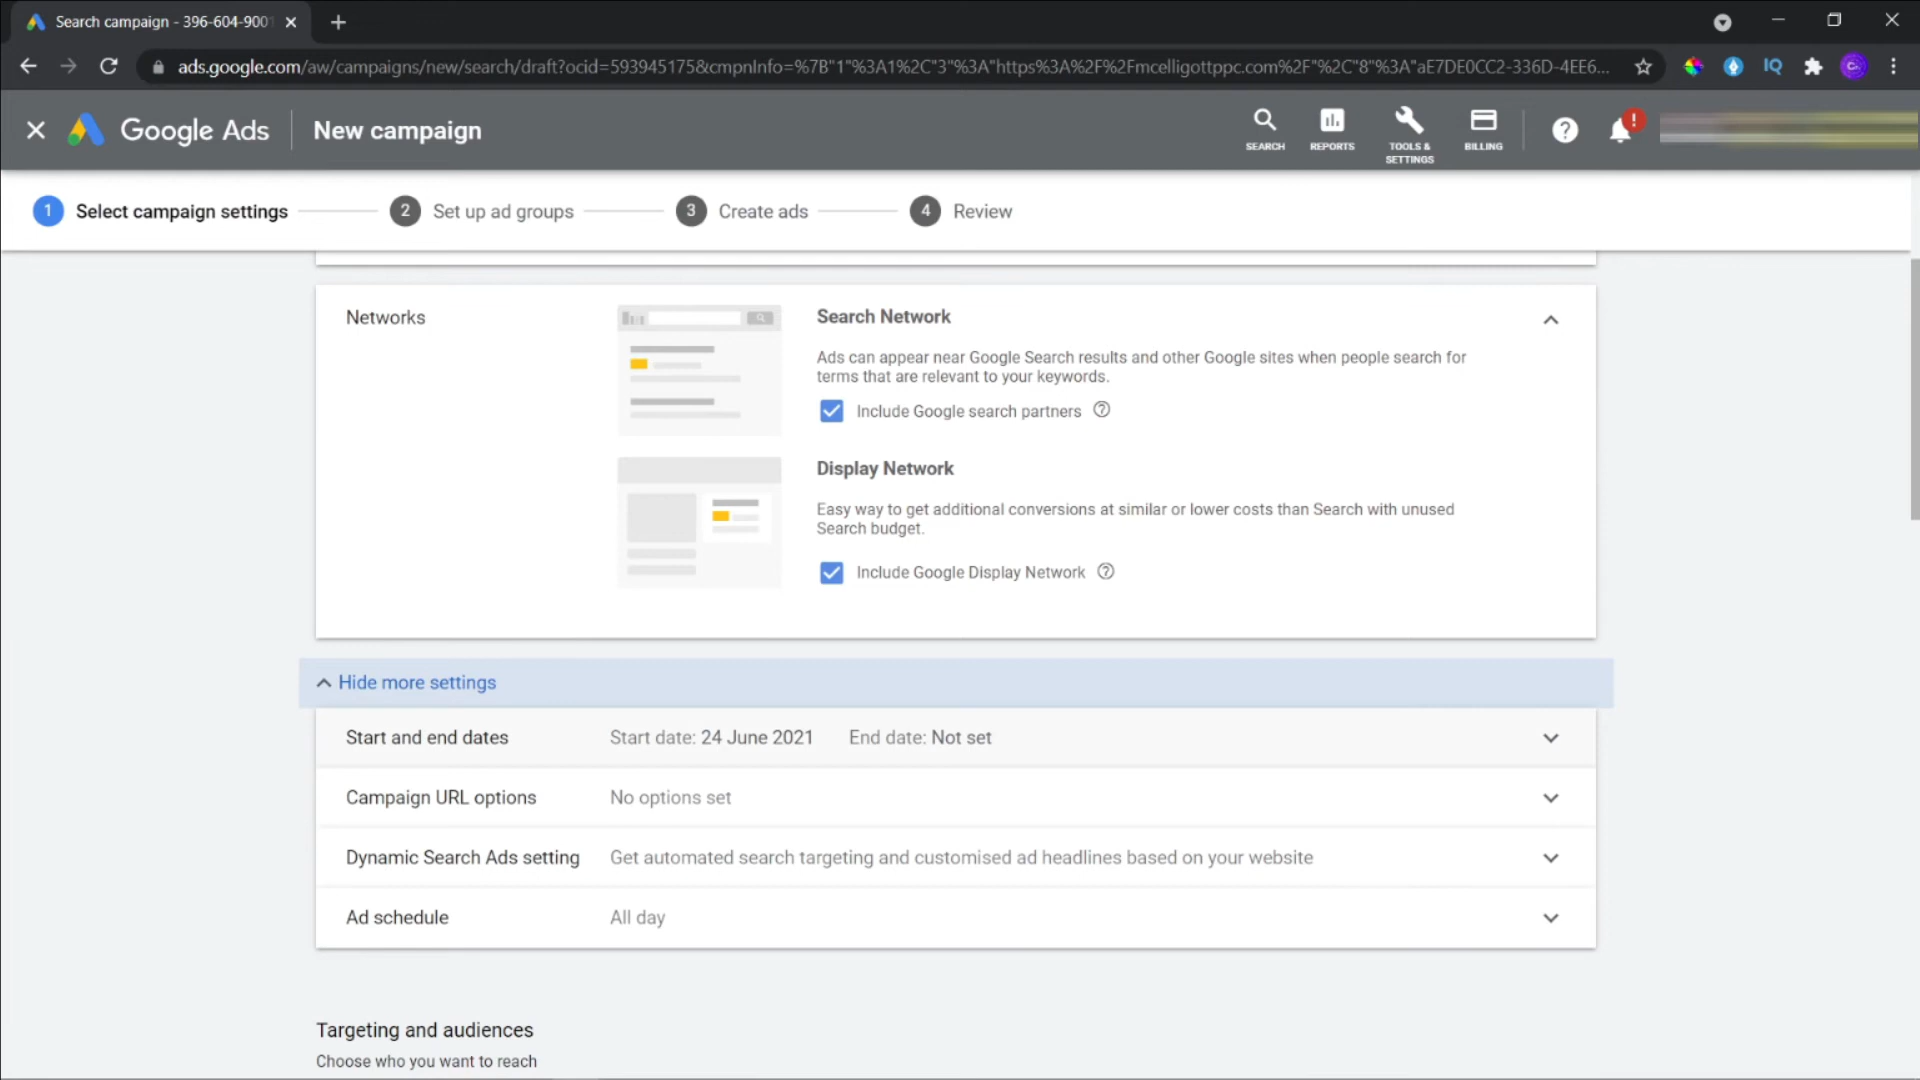 Search campaign - 396-604-9001
ads.google.com/aw/campaigns/new/search/draft?ocid=593945175&cmpnInfo=%7B"1"%3A1%2C"3"%3A"https%3A%2F%2Fmcelligottppc.com%2F"%2C"8"%3A"aE7DE0CC2-336D-4EE6...
IQ
Google Ads
New campaign
SEARCH
REPORTS
TOOLS &
SETTINGS
BILLING
1 Select campaign settings
2 Set up ad groups
3 Create ads
4 Review
Networks
Search Network
Ads can appear near Google Search results and other Google sites when people search for
terms that are relevant to your keywords.
Include Google search partners
Display Network
Easy way to get additional conversions at similar or lower costs than Search with unused
Search budget.
Include Google Display Network
Hide more settings
Start and end dates Start date: 24 June 2021 End date: Not set
Campaign URL options No options set
Dynamic Search Ads setting Get automated search targeting and customised ad headlines based on your website
Ad schedule All day
Targeting and audiences
Choose who you want to reach